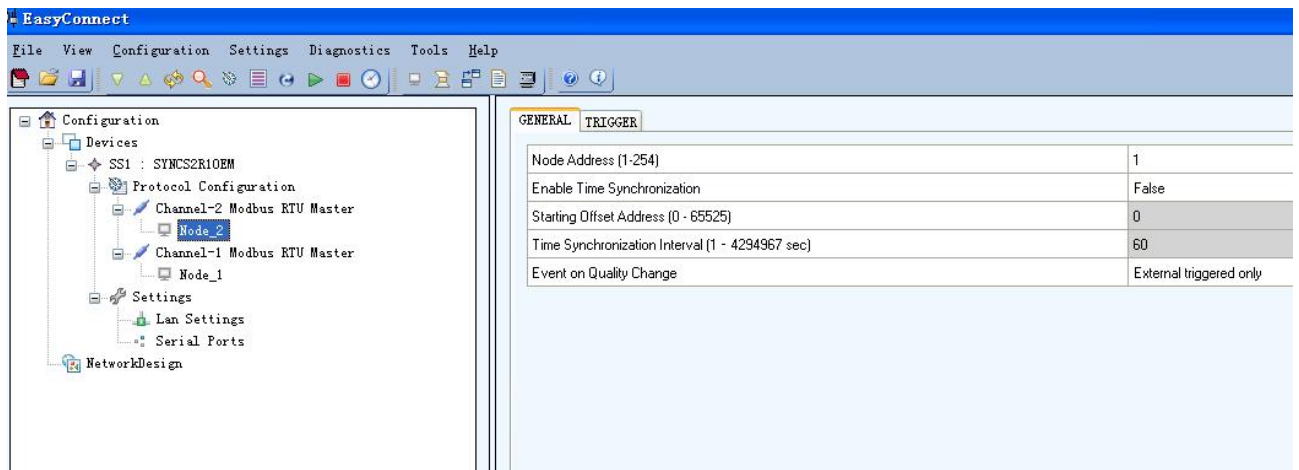 EasyConnect
File View Configuration Settings Diagnostics Tools Help
Configuration
Devices
SS1 : SYNCS2R10EM
Protocol Configuration
Channel-2 Modbus RTU Master
Node_2
Channel-1 Modbus RTU Master
Node_1
Settings
Lan Settings
Serial Ports
NetworkDesign
GENERAL TRIGGER
Node Address (1-254) 1
Enable Time Synchronization False
Starting Offset Address (0 - 65525) 0
Time Synchronization Interval (1 - 4294967 sec) 60
Event on Quality Change External triggered only